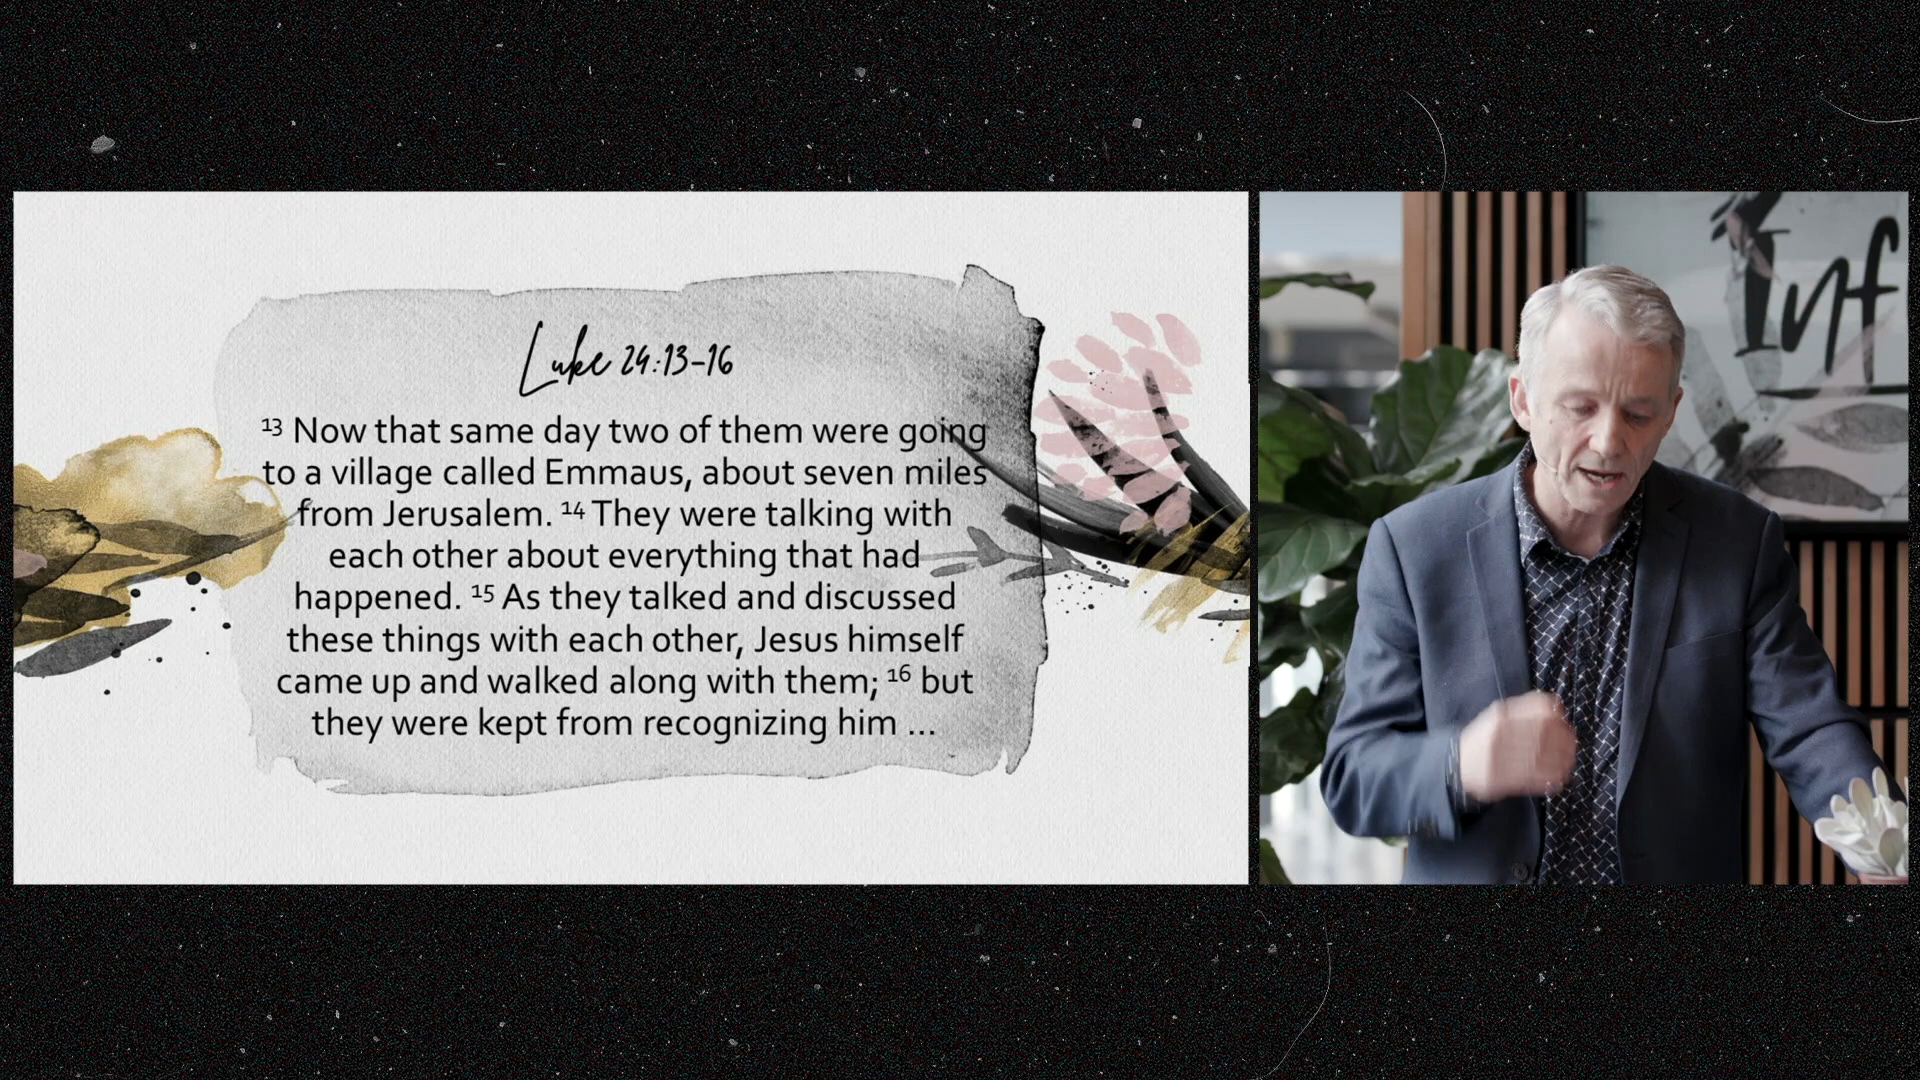 Luke 24:13-16
¹³ Now that same day two of them were going
to a village called Emmaus, about seven miles
from Jerusalem. ¹⁴ They were talking with
each other about everything that had
happened. ¹⁵ As they talked and discussed
these things with each other, Jesus himself
came up and walked along with them; ¹⁶ but
they were kept from recognizing him ...
Inf